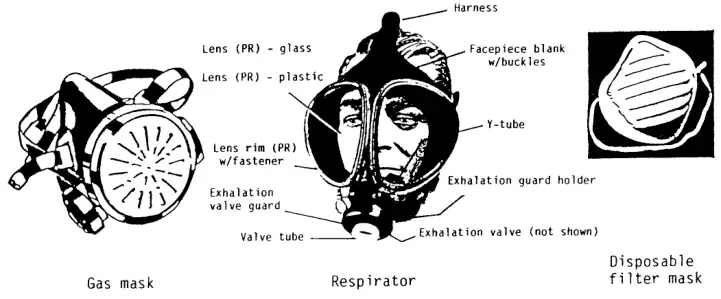 Harness
Lens (PR) - glass
Facepiece blank
w/buckles
Lens (PR) - plastic
Y-tube
Lens rim (PR)
w/fastener
Exhalation guard holder
Exhalation
valve guard
Valve tube
Exhalation valve (not shown)
Gas mask
Respirator
Disposable
filter mask